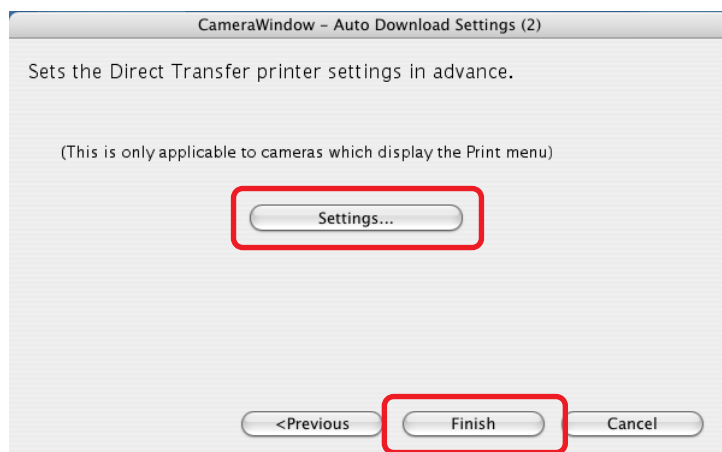 CameraWindow – Auto Download Settings (2)
Sets the Direct Transfer printer settings in advance.
(This is only applicable to cameras which display the Print menu)
Settings...
<Previous Finish Cancel